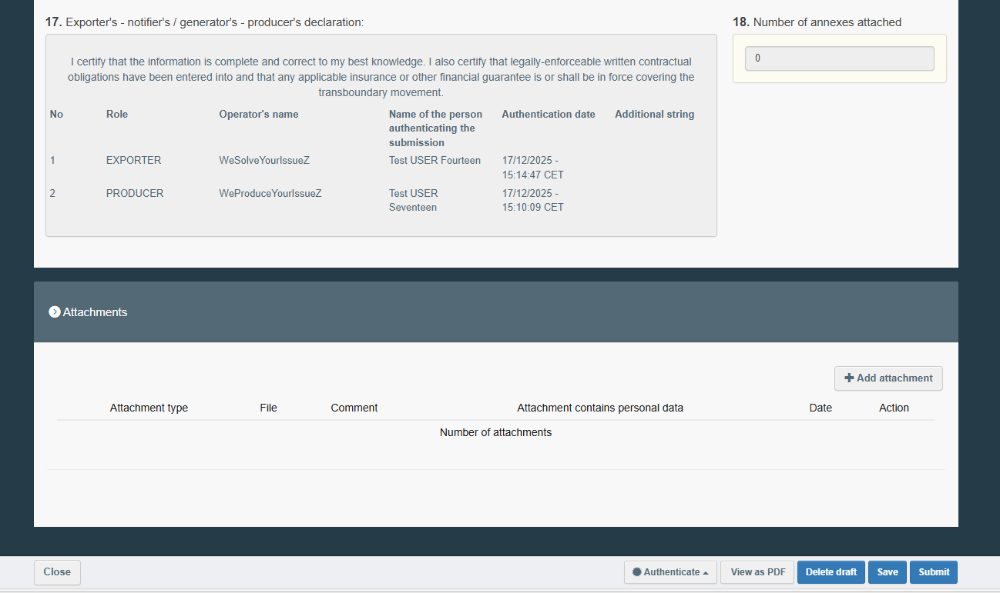 17. Exporter's - notifier's / generator's - producer's declaration:
18. Number of annexes attached
I certify that the information is complete and correct to my best knowledge. I also certify that legally-enforceable written contractual
obligations have been entered into and that any applicable insurance or other financial guarantee is or shall be in force covering the
transboundary movement.
0
No Role Operator's name Name of the person authenticating the submission Authentication date Additional string
1 EXPORTER WeSolveYourIssueZ Test USER Fourteen 17/12/2025 - 15:14:47 CET
2 PRODUCER WeProduceYourIssueZ Test USER Seventeen 17/12/2025 - 15:10:09 CET
Attachments
Add attachment
Attachment type File Comment Attachment contains personal data Date Action
Number of attachments
Close Authenticate View as PDF Delete draft Save Submit